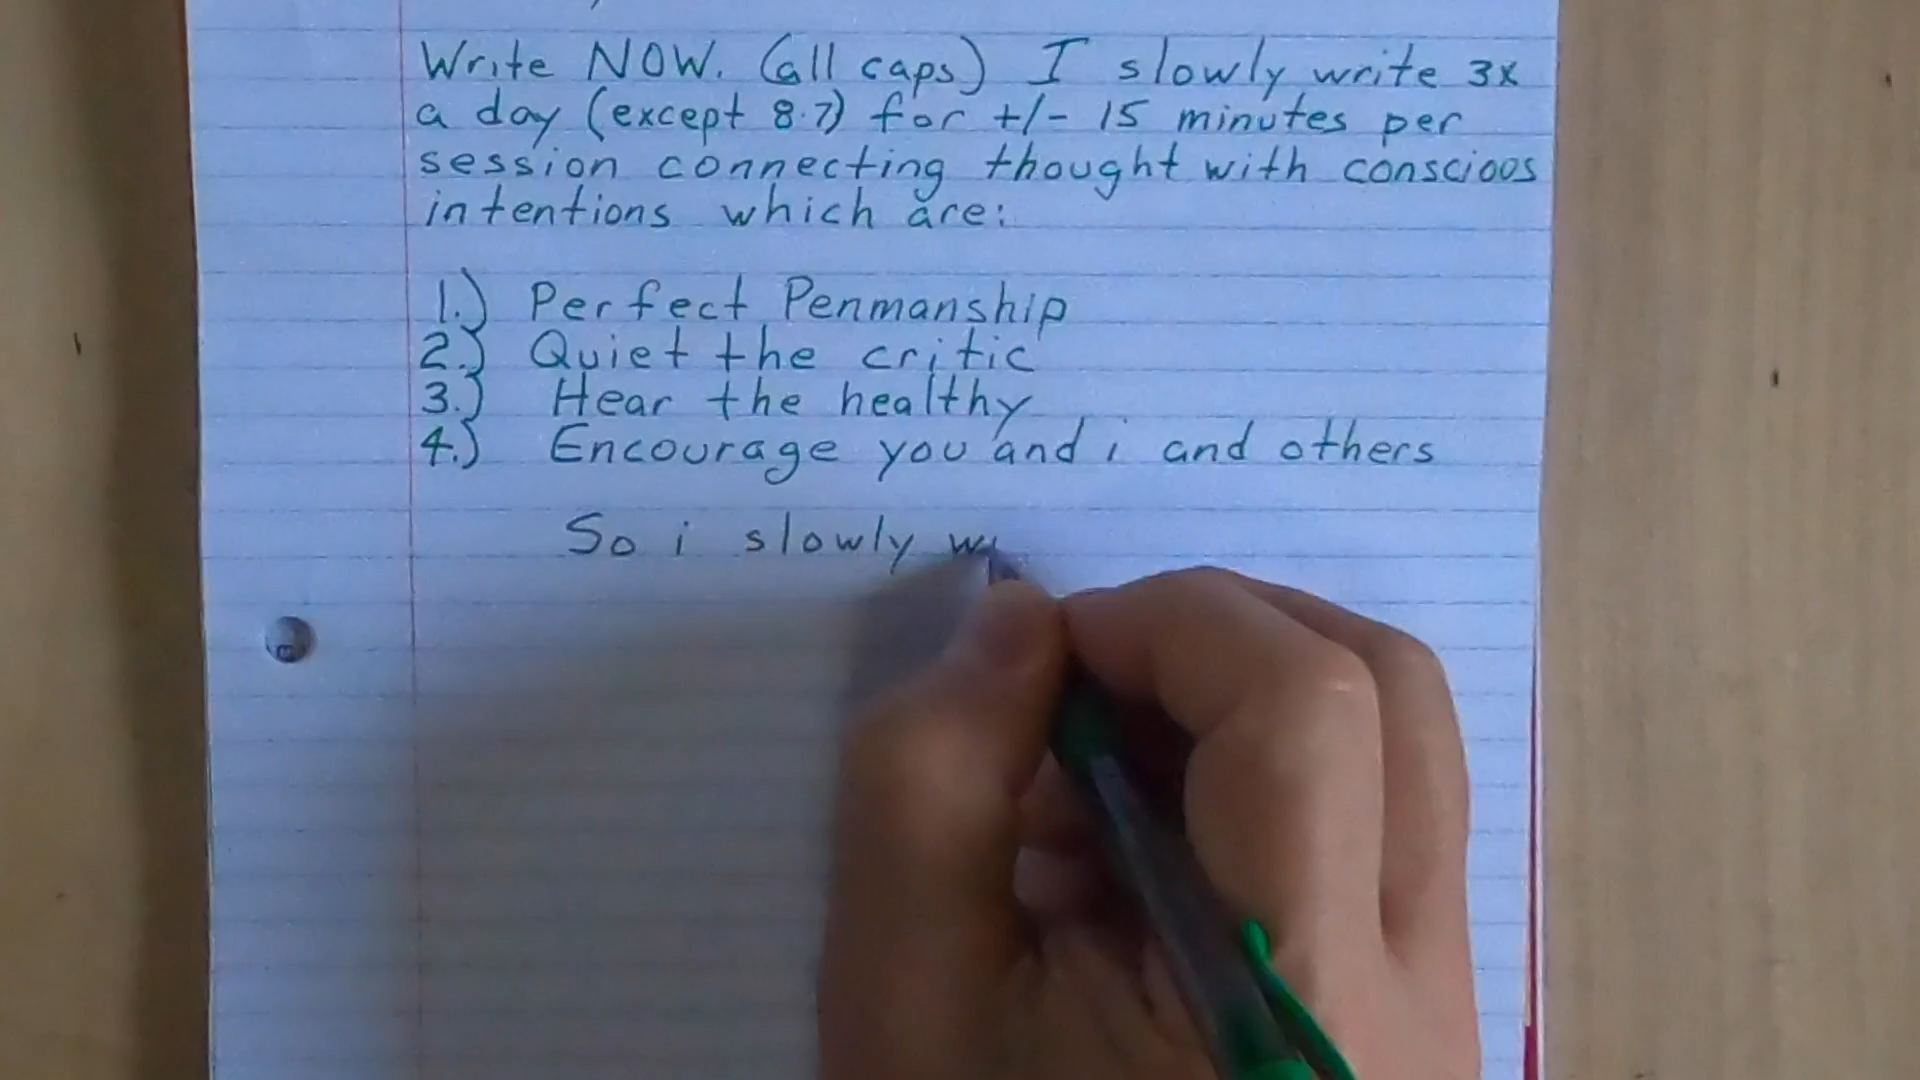 Write NOW. (all caps) I slowly write 3x
a day (except 8.7) for +/- 15 minutes per
session connecting thought with conscious
intentions which are:
1.) Perfect Penmanship
2.) Quiet the critic
3.) Hear the healthy
4.) Encourage you and i and others
So i slowly